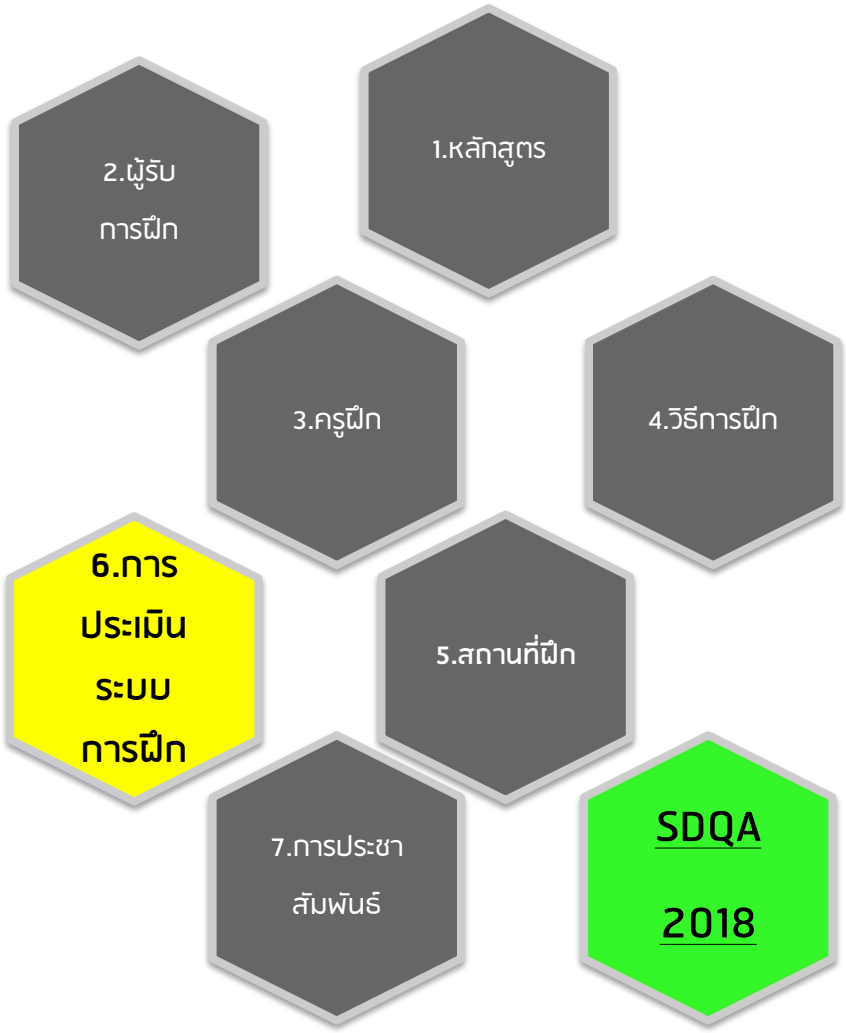 1.หลักสูตร
2.ผู้รับ
การฝึก
3.ครูฝึก
4.วิธีการฝึก
5.สถานที่ฝึก
6.การ
ประเมิน
ระบบ
การฝึก
7.การประชา
สัมพันธ์
SDQA
2018